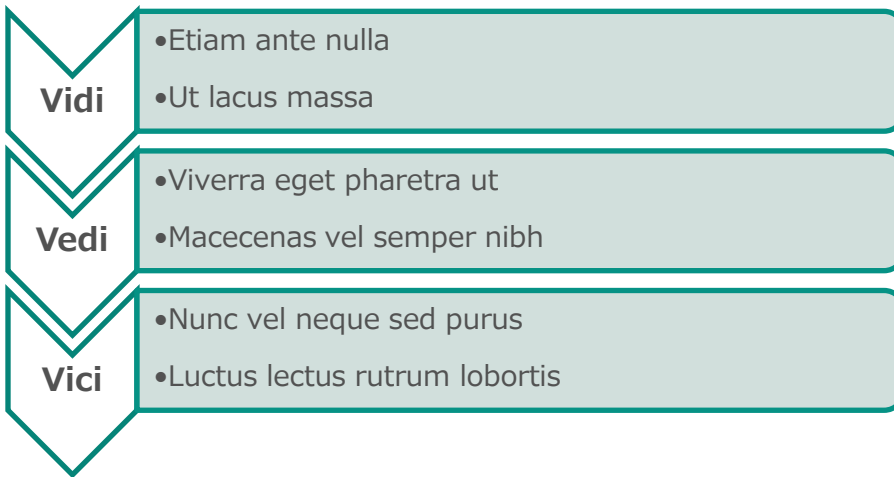 Vidi
•Etiam ante nulla
•Ut lacus massa
Vedi
•Viverra eget pharetra ut
•Macecenas vel semper nibh
Vici
•Nunc vel neque sed purus
•Luctus lectus rutrum lobortis